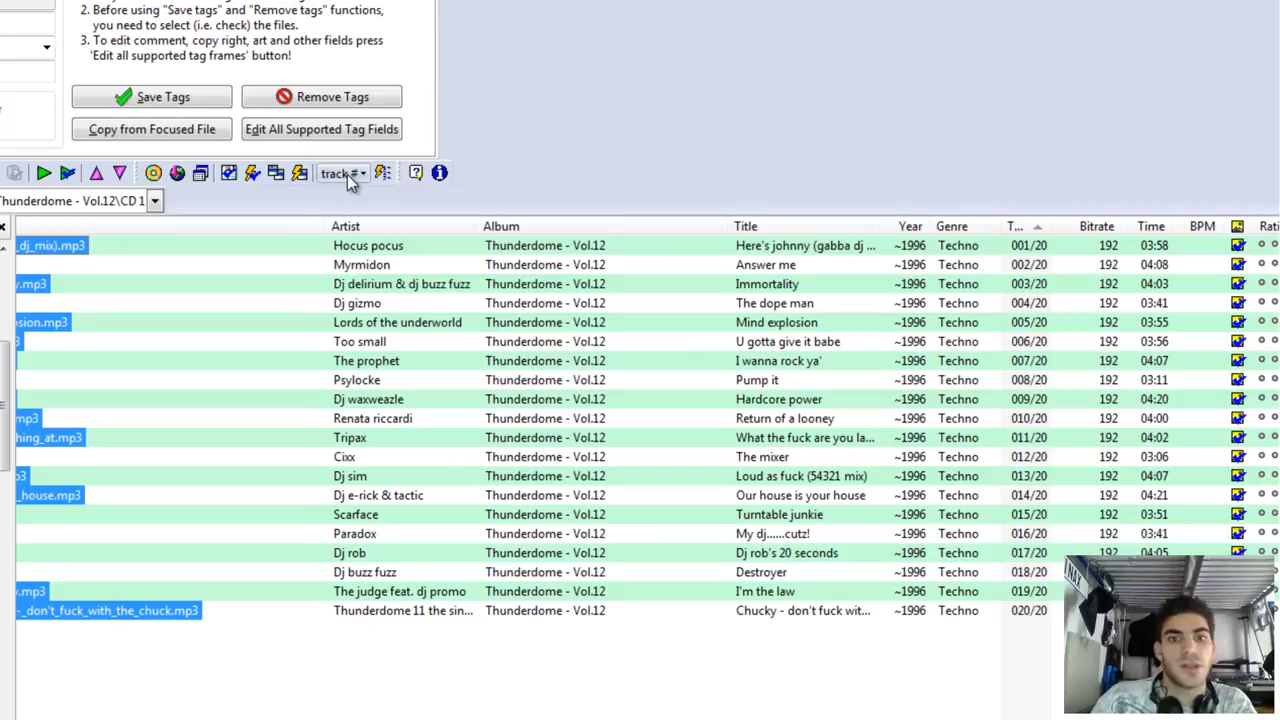 2. Before using "Save tags" and "Remove tags" functions,
you need to select (i.e. check) the files.
3. To edit comment, copy right, art and other fields press
'Edit all supported tag frames' button!
Save Tags Remove Tags
Copy from Focused File Edit All Supported Tag Fields
track #
Thunderdome - Vol.12\CD 1
Artist Album Title Year Genre T... Bitrate Time BPM Rati
_dj_mix).mp3 Hocus pocus Thunderdome - Vol.12 Here's johnny (gabba dj ... ~1996 Techno 001/20 192 03:58
Myrmidon Thunderdome - Vol.12 Answer me ~1996 Techno 002/20 192 04:08
y.mp3 Dj delirium & dj buzz fuzz Thunderdome - Vol.12 Immortality ~1996 Techno 003/20 192 04:03
Dj gizmo Thunderdome - Vol.12 The dope man ~1996 Techno 004/20 192 03:41
osion.mp3 Lords of the underworld Thunderdome - Vol.12 Mind explosion ~1996 Techno 005/20 192 03:55
3 Too small Thunderdome - Vol.12 U gotta give it babe ~1996 Techno 006/20 192 03:56
The prophet Thunderdome - Vol.12 I wanna rock ya' ~1996 Techno 007/20 192 04:07
Psylocke Thunderdome - Vol.12 Pump it ~1996 Techno 008/20 192 03:11
Dj waxweazle Thunderdome - Vol.12 Hardcore power ~1996 Techno 009/20 192 04:20
mp3 Renata riccardi Thunderdome - Vol.12 Return of a looney ~1996 Techno 010/20 192 04:00
hing_at.mp3 Tripax Thunderdome - Vol.12 What the fuck are you la... ~1996 Techno 011/20 192 04:02
Cixx Thunderdome - Vol.12 The mixer ~1996 Techno 012/20 192 03:06
p3 Dj sim Thunderdome - Vol.12 Loud as fuck (54321 mix) ~1996 Techno 013/20 192 04:07
_house.mp3 Dj e-rick & tactic Thunderdome - Vol.12 Our house is your house ~1996 Techno 014/20 192 04:21
Scarface Thunderdome - Vol.12 Turntable junkie ~1996 Techno 015/20 192 03:51
Paradox Thunderdome - Vol.12 My dj......cutz! ~1996 Techno 016/20 192 03:41
Dj rob Thunderdome - Vol.12 Dj rob's 20 seconds ~1996 Techno 017/20 192 04:05
Dj buzz fuzz Thunderdome - Vol.12 Destroyer ~1996 Techno 018/20
y.mp3 The judge feat. dj promo Thunderdome - Vol.12 I'm the law ~1996 Techno 019/20
-_don't_fuck_with_the_chuck.mp3 Thunderdome 11 the sin... Thunderdome - Vol.12 Chucky - don't fuck wit... ~1996 Techno 020/20